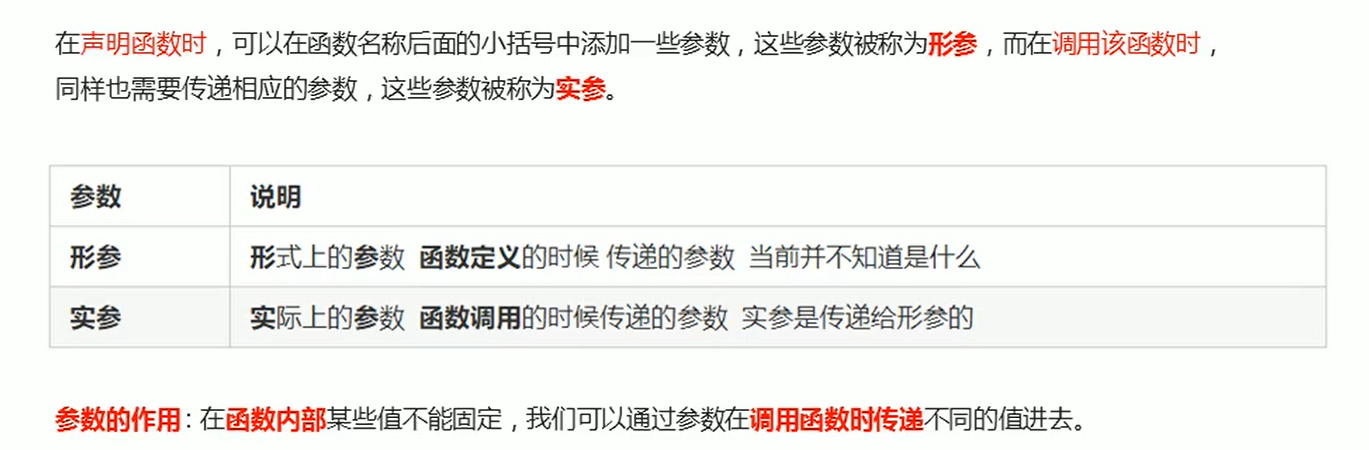 在声明函数时，可以在函数名称后面的小括号中添加一些参数，这些参数被称为形参，而在调用该函数时，
同样也需要传递相应的参数，这些参数被称为实参。
参数 说明
形参 形式上的参数 函数定义的时候 传递的参数 当前并不知道是什么
实参 实际上的参数 函数调用的时候传递的参数 实参是传递给形参的
参数的作用：在函数内部某些值不能固定，我们可以通过参数在调用函数时传递不同的值进去。